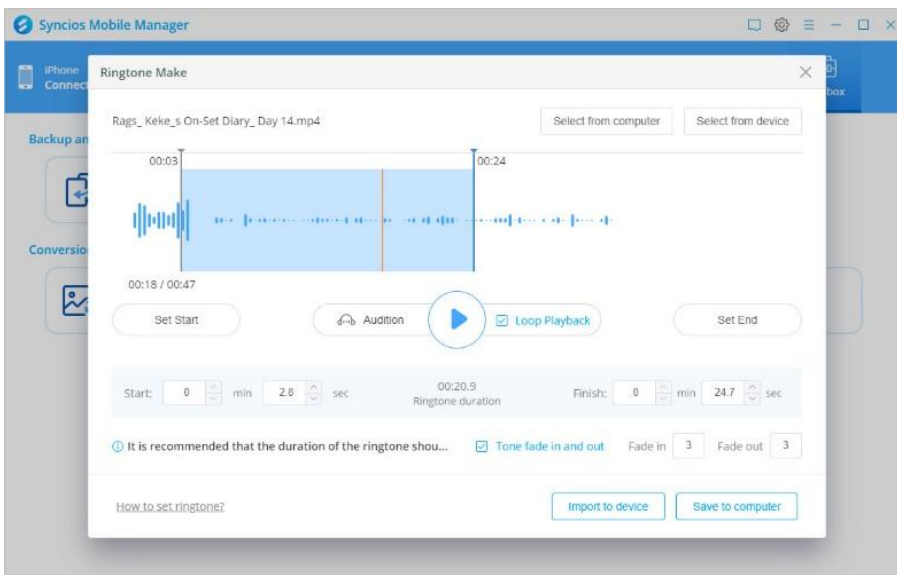 Syncios Mobile Manager
iPhone
Connec
box
Ringtone Make
Rags_ Keke_s On-Set Diary_ Day 14.mp4
Select from computer
Select from device
Backup an
00:03
00:24
Conversio
00:18 / 00:47
Set Start
Audition
Loop Playback
Set End
Start: 0 min 2.8 sec
00:20.9
Ringtone duration
Finish: 0 min 24.7 sec
It is recommended that the duration of the ringtone shou...
Tone fade in and out
Fade in 3
Fade out 3
How to set ringtone?
Import to device
Save to computer